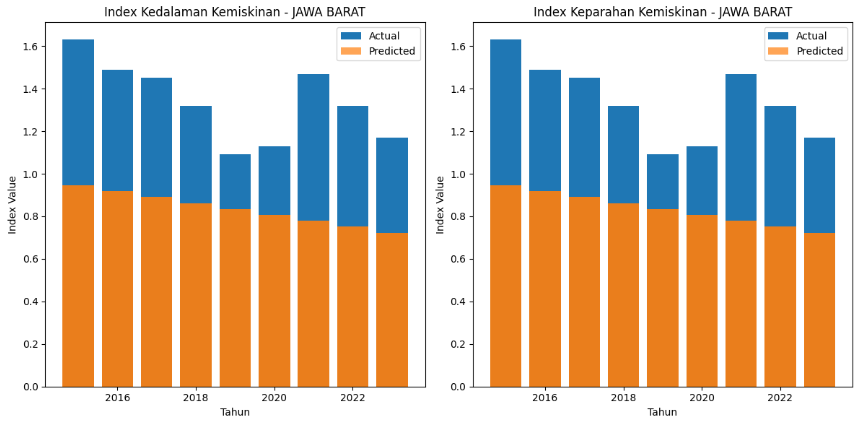 Index Kedalaman Kemiskinan - JAWA BARAT
Actual
Predicted
1.6
1.4
1.2
1.0
0.8
0.6
0.4
0.2
0.0
Index Value
2016 2018 2020 2022
Tahun
Index Keparahan Kemiskinan - JAWA BARAT
Actual
Predicted
1.6
1.4
1.2
1.0
0.8
0.6
0.4
0.2
0.0
Index Value
2016 2018 2020 2022
Tahun